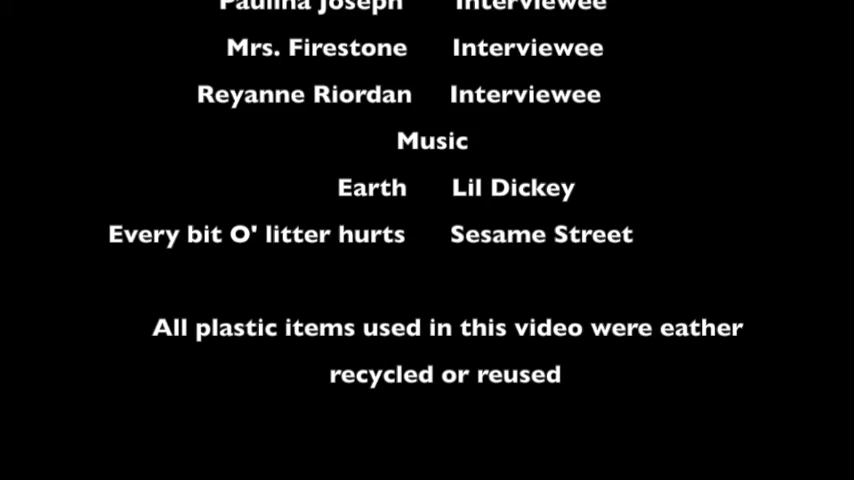 Paulina Joseph Interviewee
Mrs. Firestone Interviewee
Reyanne Riordan Interviewee
Music
Earth Lil Dickey
Every bit O' litter hurts Sesame Street
All plastic items used in this video were eather
recycled or reused